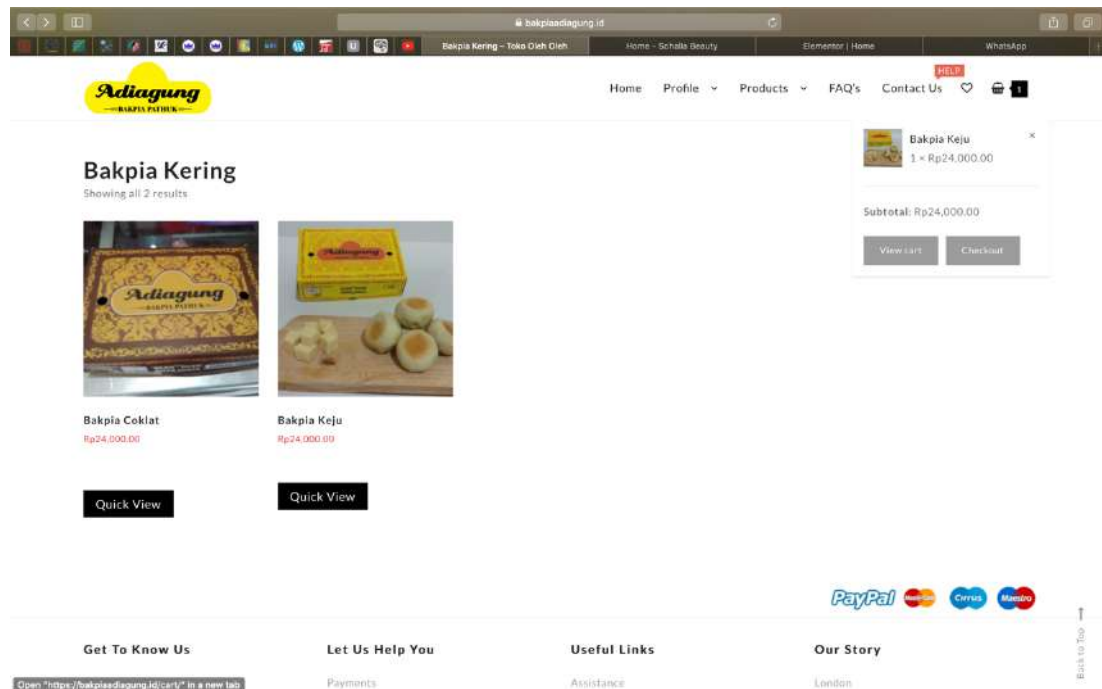 bakpiaadiagung.id
Bakpia Kering – Toko Oleh Oleh
Home - Schalla Beauty
Elementor | Home
WhatsApp
Adiagung
BAKPIA PATHUK
HELP
Home Profile Products FAQ's Contact Us 1
Bakpia Keju ×
1 × Rp24,000.00
Subtotal: Rp24,000.00
View cart Checkout
Bakpia Kering
Showing all 2 results
Adiagung
BAKPIA PATHUK
Adiagung
Bakpia Coklat
Rp24,000.00
Quick View
Bakpia Keju
Rp24,000.00
Quick View
PayPal MasterCard Cirrus Maestro
Back to Top
Get To Know Us Let Us Help You Useful Links Our Story
Payments Assistance London
Open "https://bakpiaadiagung.id/cart/" in a new tab